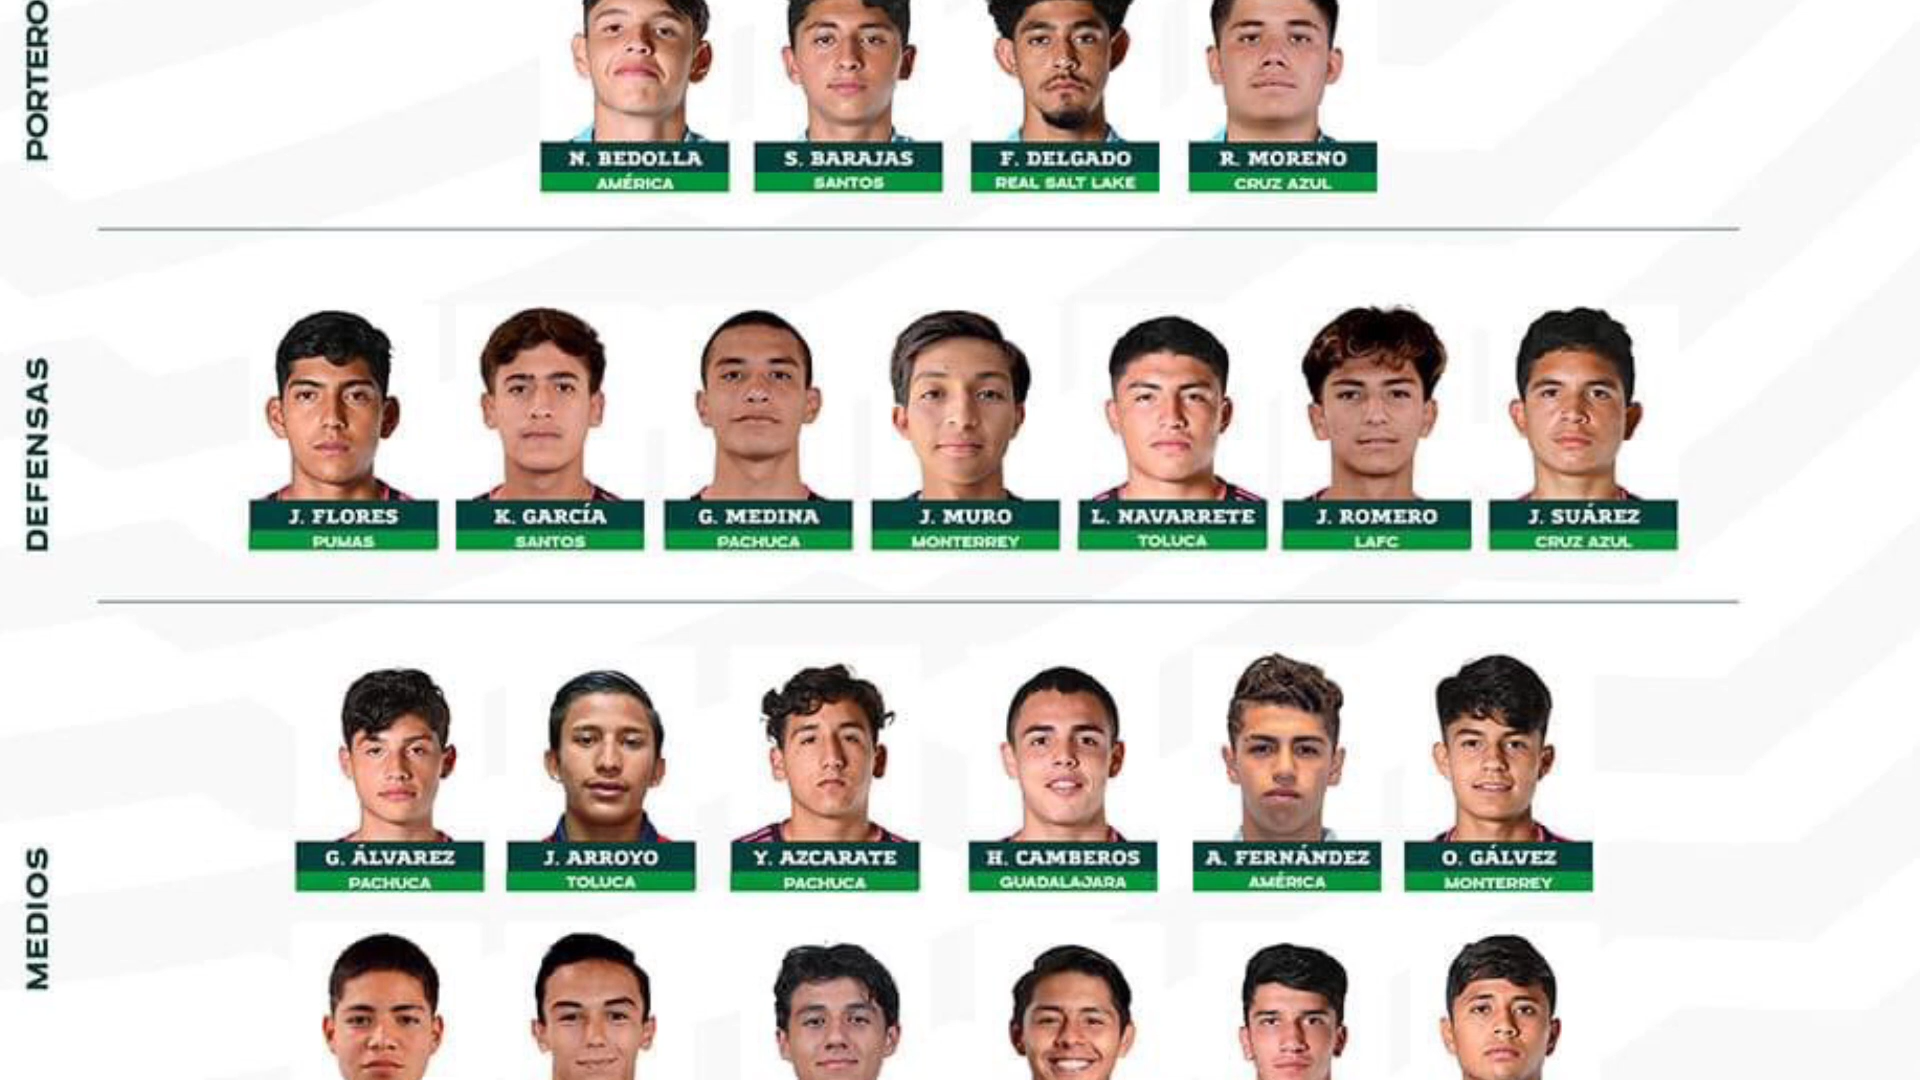 PORTERO
N. BEDOLLA
AMÉRICA
S. BARAJAS
SANTOS
F. DELGADO
REAL SALT LAKE
R. MORENO
CRUZ AZUL
DEFENSAS
J. FLORES
PUMAS
K. GARCÍA
SANTOS
G. MEDINA
PACHUCA
J. MURO
MONTERREY
L. NAVARRETE
TOLUCA
J. ROMERO
LAFC
J. SUÁREZ
CRUZ AZUL
MEDIOS
G. ÁLVAREZ
PACHUCA
J. ARROYO
TOLUCA
Y. AZCARATE
PACHUCA
H. CAMBEROS
GUADALAJARA
A. FERNÁNDEZ
AMÉRICA
O. GÁLVEZ
MONTERREY